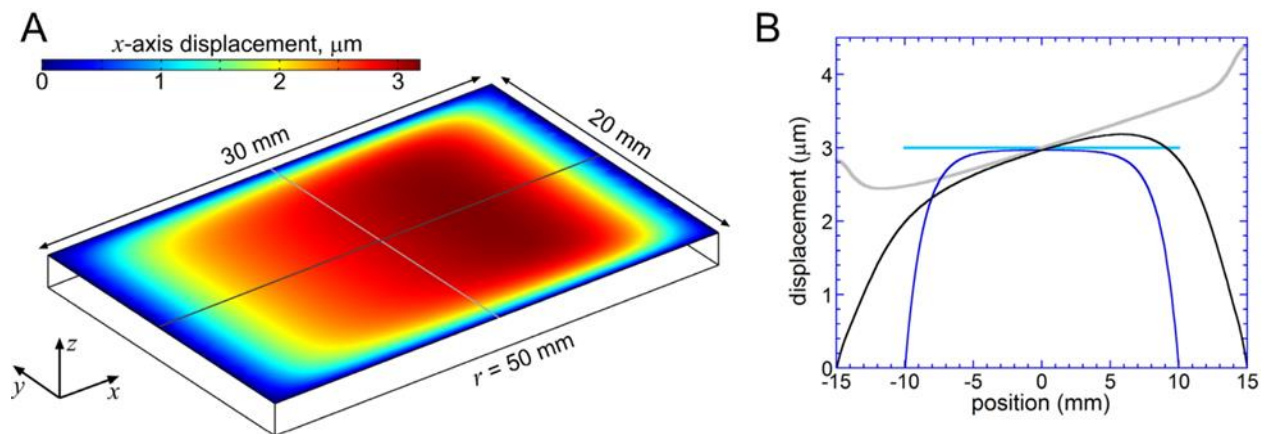 A
x-axis displacement, μm
0 1 2 3
30 mm
20 mm
r = 50 mm
z
y
x
B
displacement (μm)
4
3
2
1
0
-15 -10 -5 0 5 10 15
position (mm)